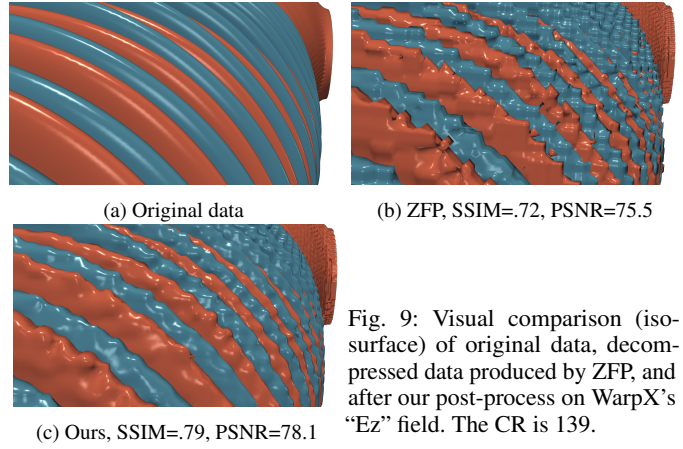 (a) Original data
(b) ZFP, SSIM=.72, PSNR=75.5
(c) Ours, SSIM=.79, PSNR=78.1
Fig. 9: Visual comparison (iso-
surface) of original data, decom-
pressed data produced by ZFP, and
after our post-process on WarpX's
“Ez” field. The CR is 139.